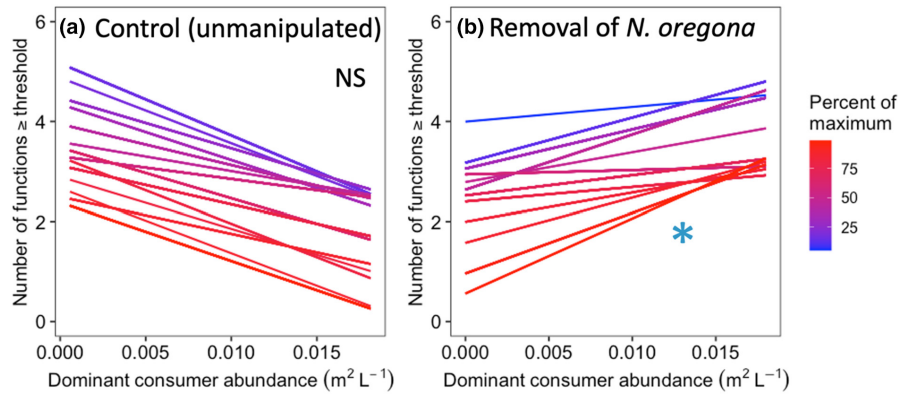 (a) Control (unmanipulated)
NS
Number of functions ≥ threshold
6
4
2
0
0.000 0.005 0.010 0.015
Dominant consumer abundance (m² L⁻¹)
(b) Removal of N. oregona
*
Number of functions ≥ threshold
6
4
2
0
0.000 0.005 0.010 0.015
Dominant consumer abundance (m² L⁻¹)
Percent of
maximum
75
50
25